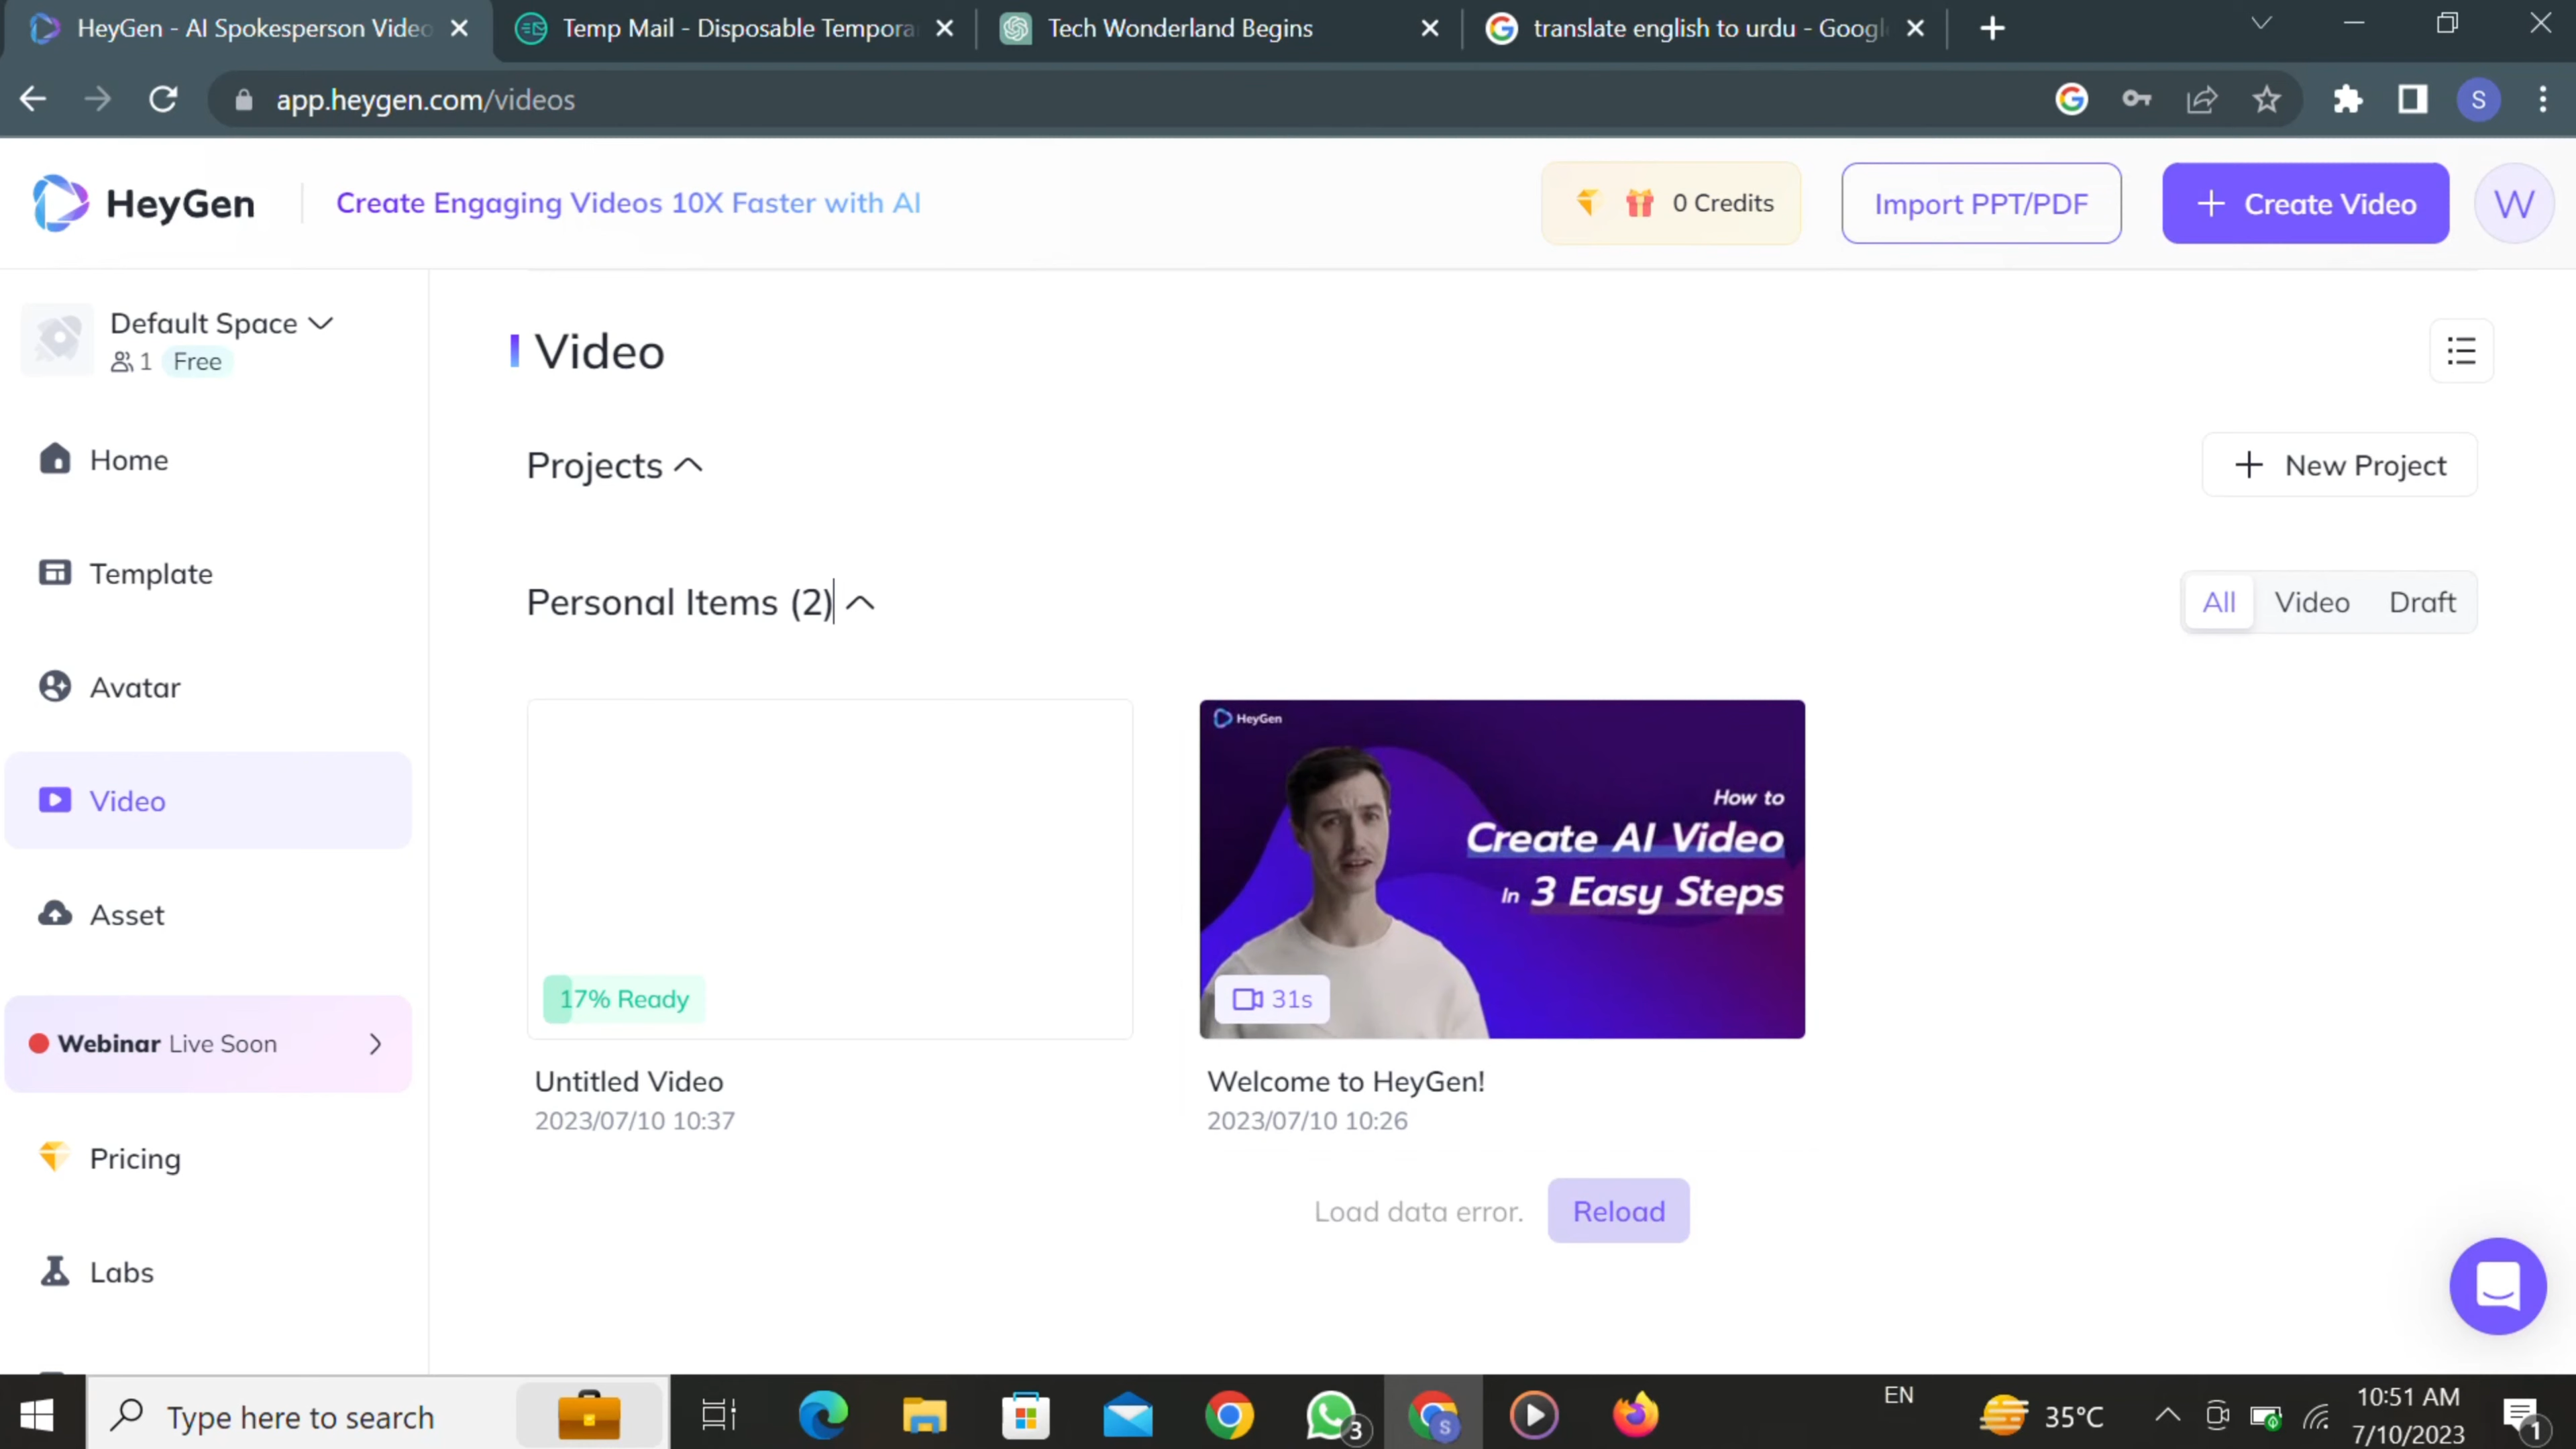 HeyGen - AI Spokesperson Video
Temp Mail - Disposable Tempora
Tech Wonderland Begins
translate english to urdu - Googl
app.heygen.com/videos
S
HeyGen
Create Engaging Videos 10X Faster with AI
0 Credits
Import PPT/PDF
Create Video
W
Default Space
1 Free
Video
Projects
New Project
Home
Template
Personal Items (2)
All Video Draft
Avatar
Video
Asset
HeyGen
How to
Create AI Video
In 3 Easy Steps
17% Ready
31s
Webinar Live Soon
Untitled Video
2023/07/10 10:37
Welcome to HeyGen!
2023/07/10 10:26
Pricing
Load data error.
Reload
Labs
Type here to search
3
S
EN
35°C
10:51 AM
7/10/2023
1